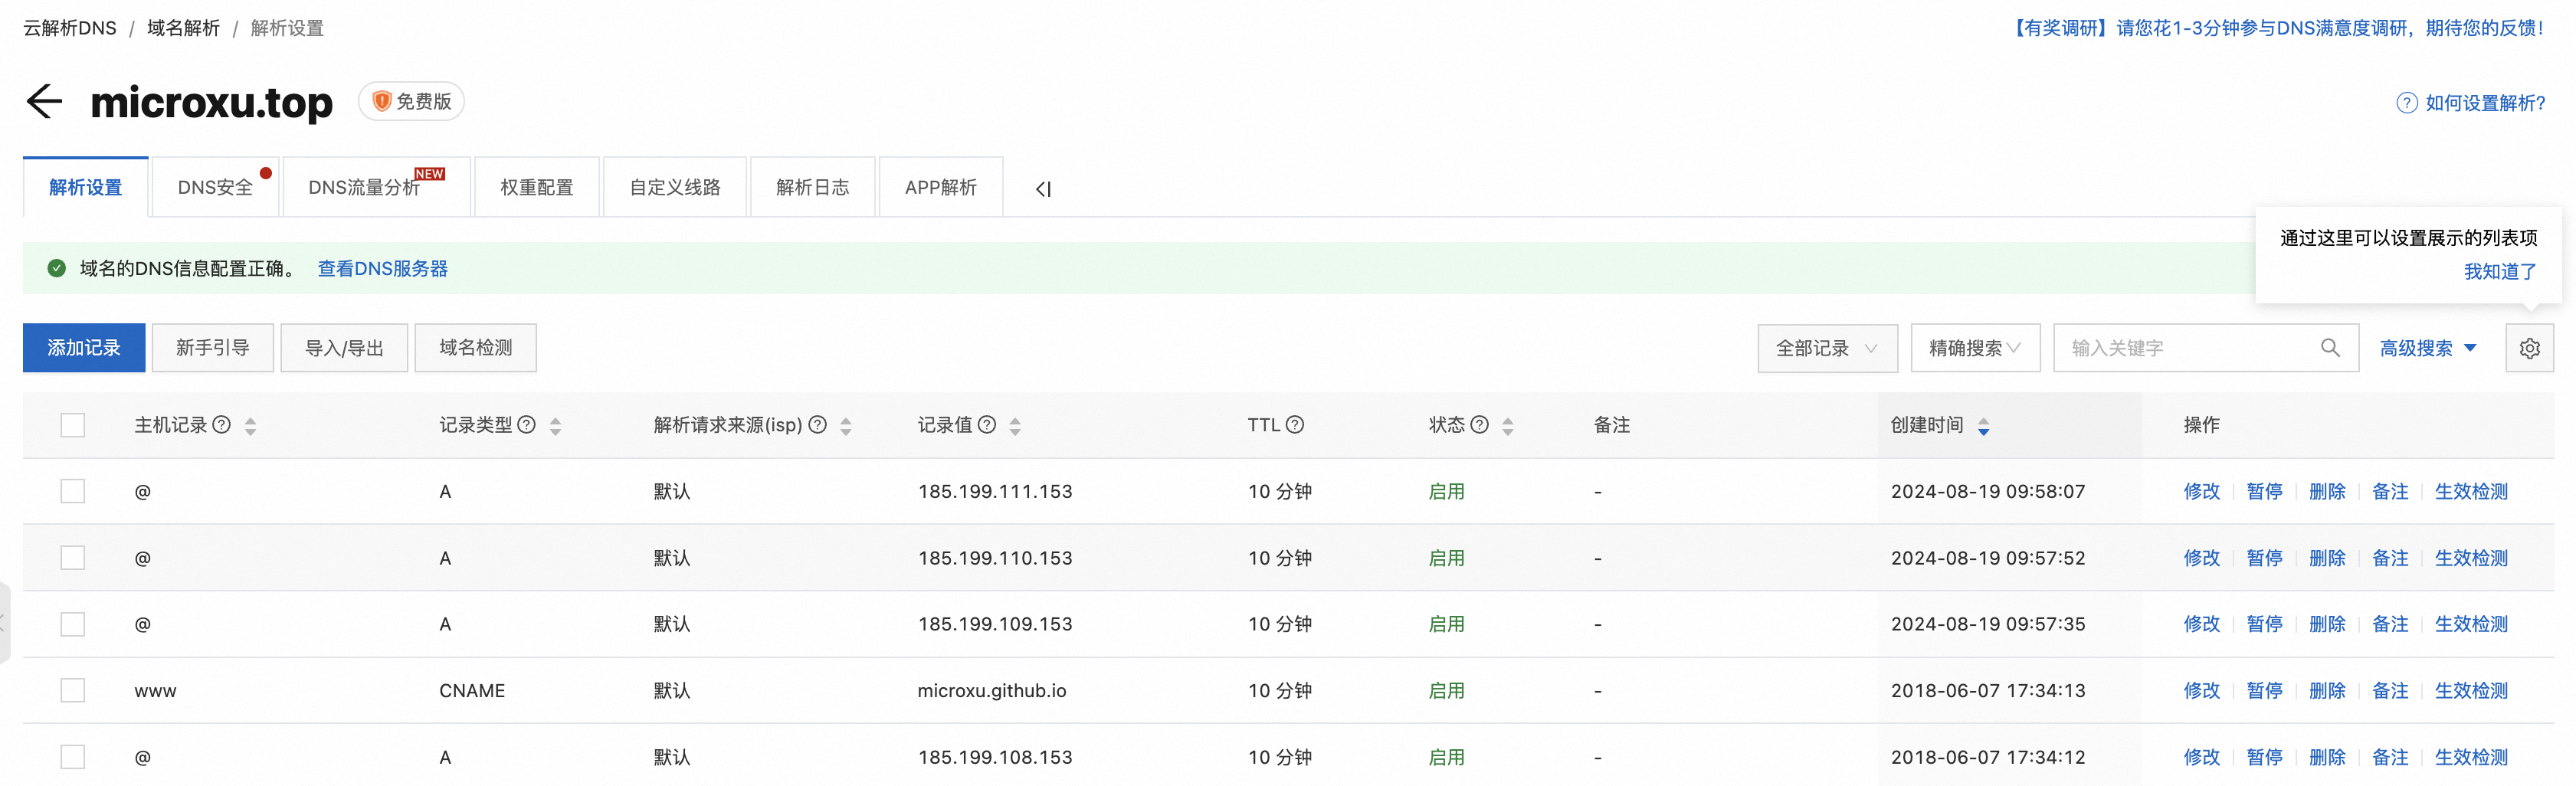 云解析DNS / 域名解析 / 解析设置
【有奖调研】请您花1-3分钟参与DNS满意度调研，期待您的反馈！
microxu.top 免费版
如何设置解析?
解析设置 DNS安全 DNS流量分析 NEW 权重配置 自定义线路 解析日志 APP解析
通过这里可以设置展示的列表项
我知道了
域名的DNS信息配置正确。 查看DNS服务器
添加记录 新手引导 导入/导出 域名检测 全部记录 精确搜索 输入关键字 高级搜索
主机记录 记录类型 解析请求来源(isp) 记录值 TTL 状态 备注 创建时间 操作
@ A 默认 185.199.111.153 10 分钟 启用 - 2024-08-19 09:58:07 修改 暂停 删除 备注 生效检测
@ A 默认 185.199.110.153 10 分钟 启用 - 2024-08-19 09:57:52 修改 暂停 删除 备注 生效检测
@ A 默认 185.199.109.153 10 分钟 启用 - 2024-08-19 09:57:35 修改 暂停 删除 备注 生效检测
www CNAME 默认 microxu.github.io 10 分钟 启用 - 2018-06-07 17:34:13 修改 暂停 删除 备注 生效检测
@ A 默认 185.199.108.153 10 分钟 启用 - 2018-06-07 17:34:12 修改 暂停 删除 备注 生效检测